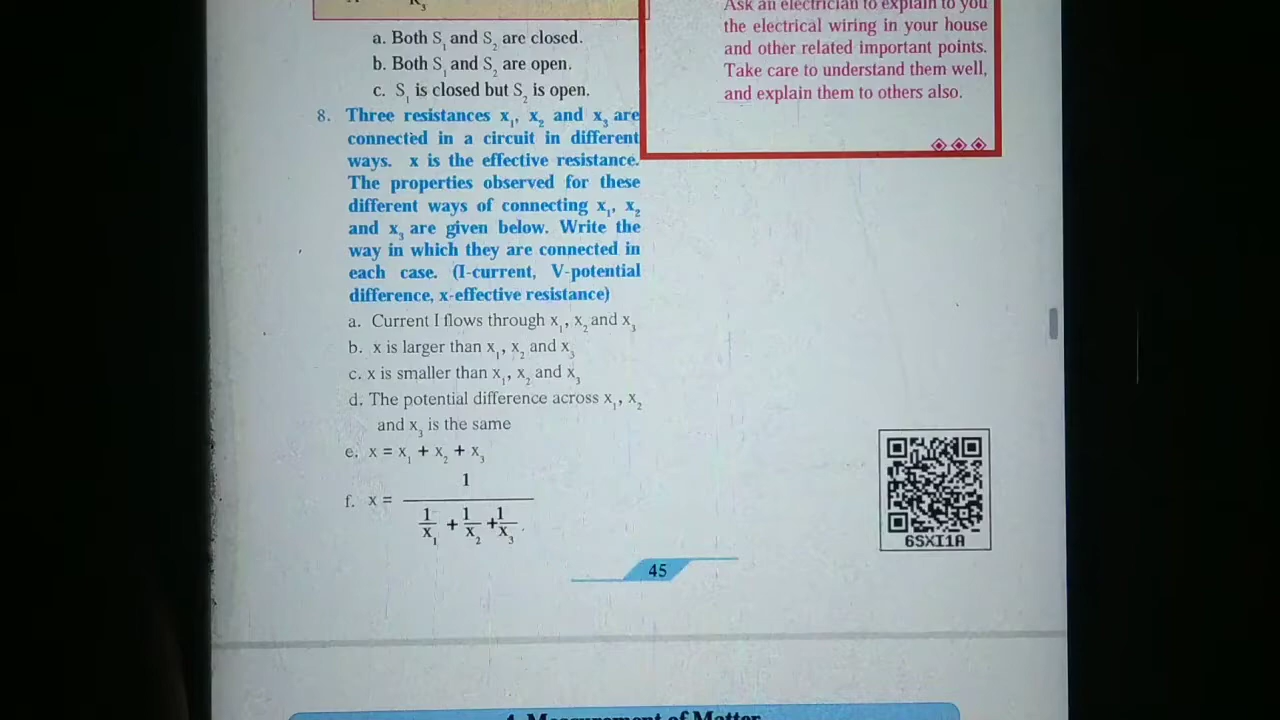 R3
a. Both S1 and S2 are closed.
b. Both S1 and S2 are open.
c. S1 is closed but S2 is open.
8. Three resistances x1, x2 and x3 are
connected in a circuit in different
ways. x is the effective resistance.
The properties observed for these
different ways of connecting x1, x2
and x3 are given below. Write the
way in which they are connected in
each case. (I-current, V-potential
difference, x-effective resistance)
a. Current I flows through x1, x2 and x3
b. x is larger than x1, x2 and x3
c. x is smaller than x1, x2 and x3
d. The potential difference across x1, x2
and x3 is the same
e. x = x1 + x2 + x3
f. x = 1 / (1/x1 + 1/x2 + 1/x3).
Ask an electrician to explain to you
the electrical wiring in your house
and other related important points.
Take care to understand them well,
and explain them to others also.
6SXI1A
45
4. Measurement of Matter